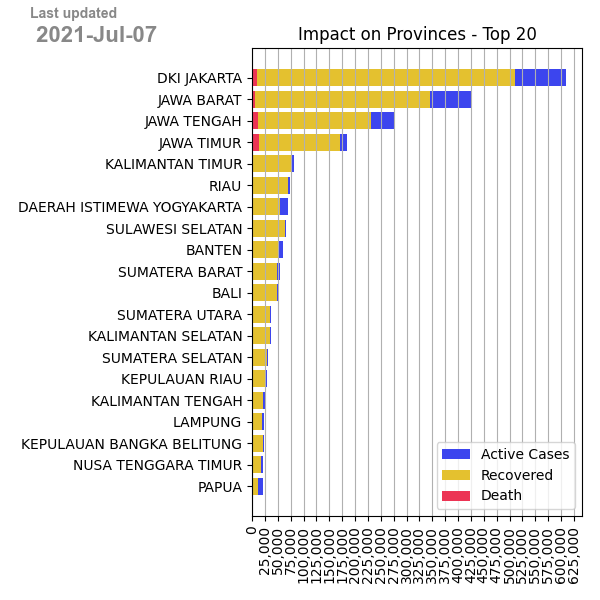 Last updated
2021-Jul-07
Impact on Provinces - Top 20
DKI JAKARTA
JAWA BARAT
JAWA TENGAH
JAWA TIMUR
KALIMANTAN TIMUR
RIAU
DAERAH ISTIMEWA YOGYAKARTA
SULAWESI SELATAN
BANTEN
SUMATERA BARAT
BALI
SUMATERA UTARA
KALIMANTAN SELATAN
SUMATERA SELATAN
KEPULAUAN RIAU
KALIMANTAN TENGAH
LAMPUNG
KEPULAUAN BANGKA BELITUNG
NUSA TENGGARA TIMUR
PAPUA
Active Cases
Recovered
Death
0
25,000
50,000
75,000
100,000
125,000
150,000
175,000
200,000
225,000
250,000
275,000
300,000
325,000
350,000
375,000
400,000
425,000
450,000
475,000
500,000
525,000
550,000
575,000
600,000
625,000